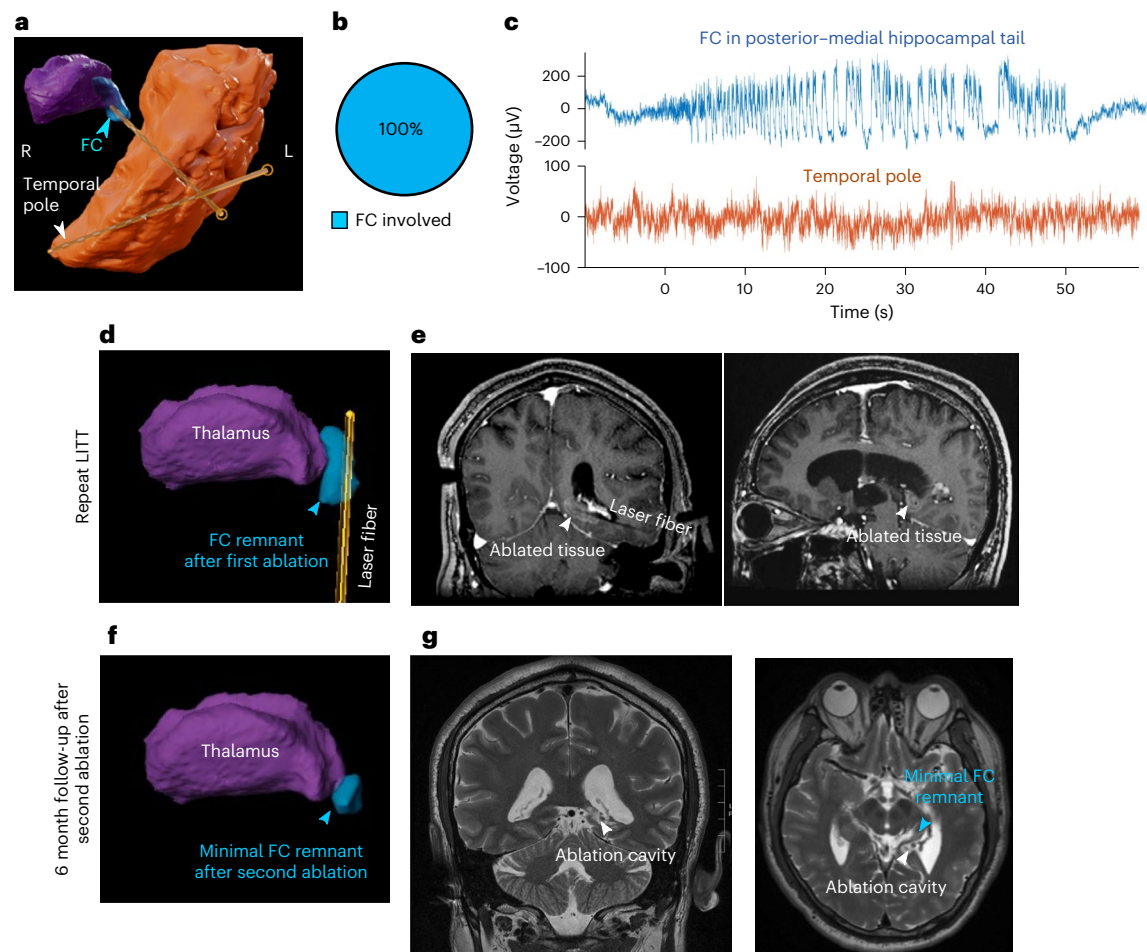 a
FC
R
L
Temporal
pole
b
100%
FC involved
c
FC in posterior–medial hippocampal tail
Voltage (µV)
200
0
−200
Temporal pole
100
0
−100
0 10 20 30 40 50
Time (s)
d
Repeat LITT
Thalamus
FC remnant
after first ablation
Laser fiber
e
Laser fiber
Ablated tissue
Ablated tissue
f
6 month follow-up after
second ablation
Thalamus
Minimal FC remnant
after second ablation
g
Ablation cavity
Minimal FC
remnant
Ablation cavity